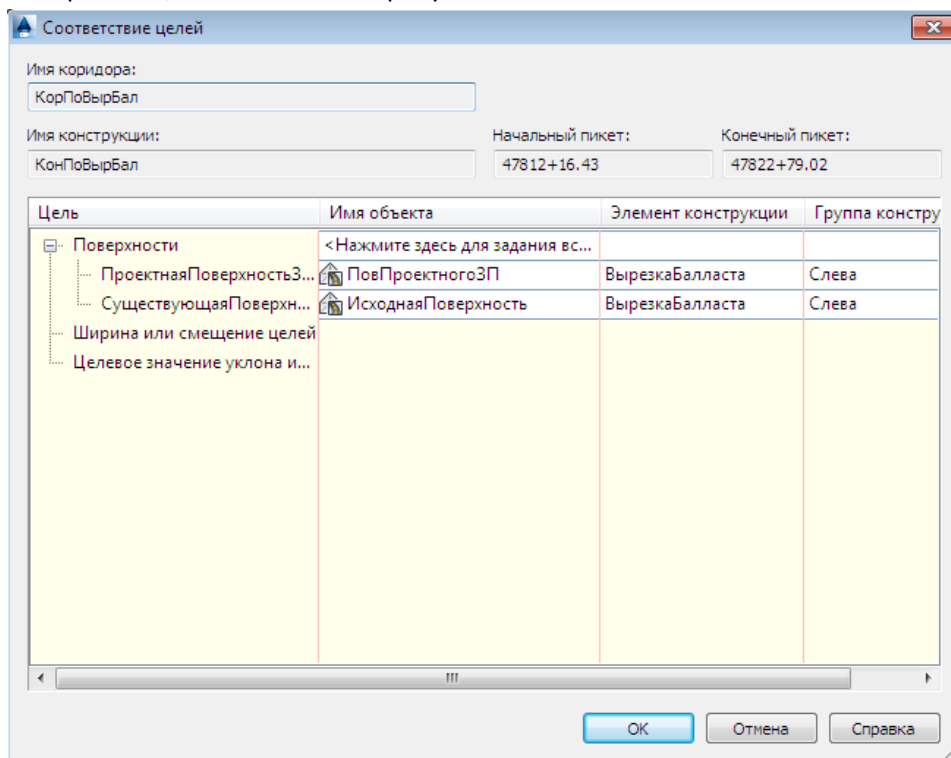 Соответствие целей
Имя коридора:
КорПоВырБал
Имя конструкции: Начальный пикет: Конечный пикет:
КонПоВырБал 47812+16.43 47822+79.02
Цель Имя объекта Элемент конструкции Группа констру
Поверхности <Нажмите здесь для задания вс...
ПроектнаяПоверхностьЗ... ПовПроектногоЗП ВырезкаБалласта Слева
СуществующаяПоверхн... ИсходнаяПоверхность ВырезкаБалласта Слева
Ширина или смещение целей
Целевое значение уклона и...
ОК Отмена Справка